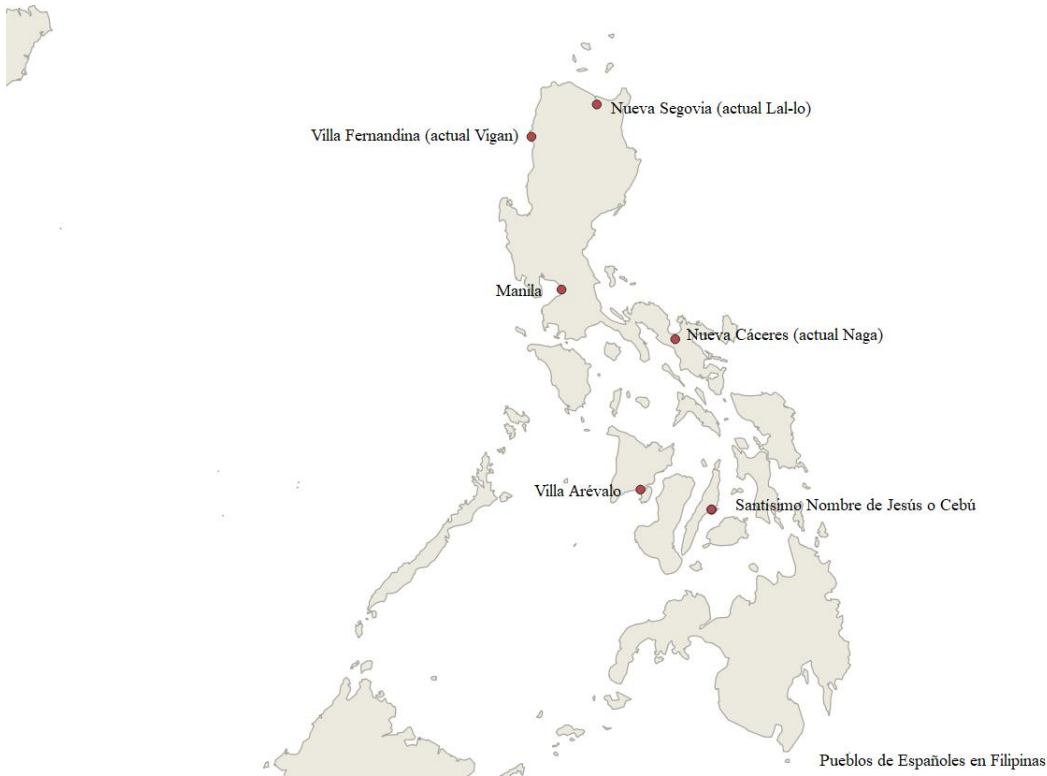 Nueva Segovia (actual Lal-lo)
Villa Fernandina (actual Vigan)
Manila
Nueva Cáceres (actual Naga)
Villa Arévalo
Santísimo Nombre de Jesús o Cebú
Pueblos de Españoles en Filipinas